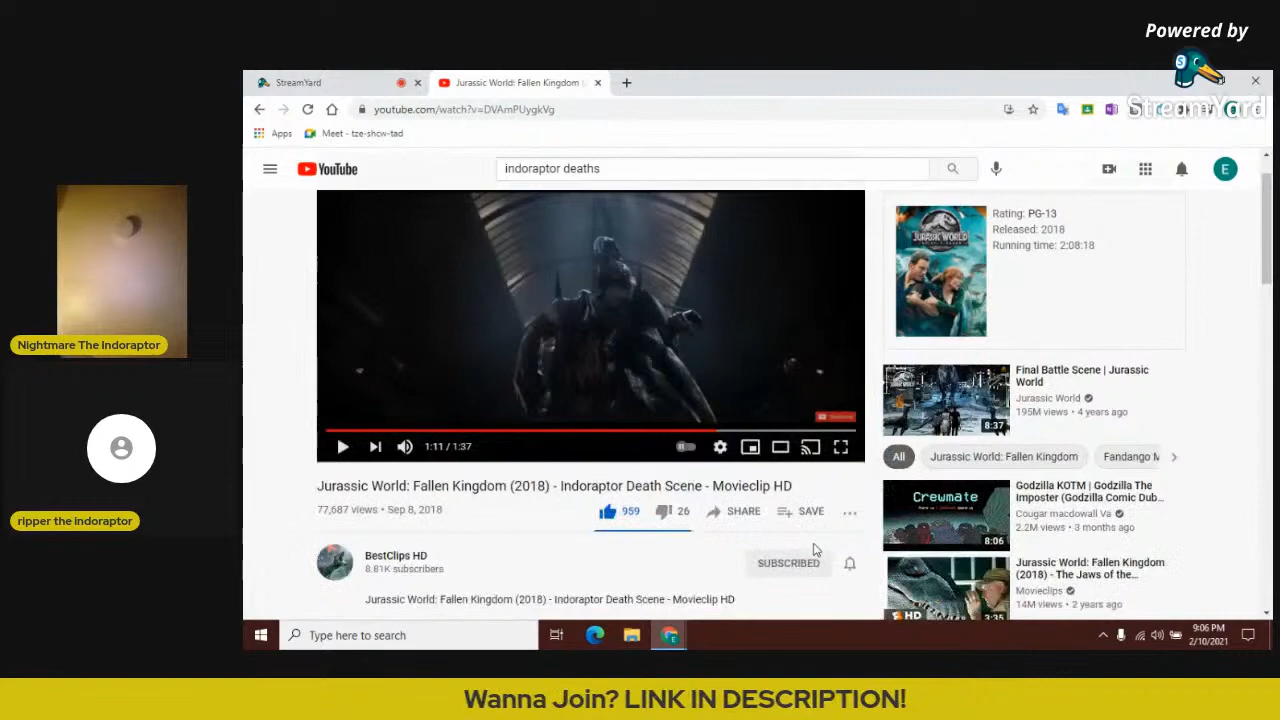 Powered by
StreamYard
StreamYard
Jurassic World: Fallen Kingdom
youtube.com/watch?v=DVAmPUygkVg
Apps
Meet - tze-shcw-tad
YouTube
indoraptor deaths
E
Rating: PG-13
Released: 2018
Running time: 2:08:18
JURASSIC WORLD
1:11 / 1:37
Final Battle Scene | Jurassic
World
Jurassic World
195M views • 4 years ago
8:37
All
Jurassic World: Fallen Kingdom
Fandango M
Jurassic World: Fallen Kingdom (2018) - Indoraptor Death Scene - Movieclip HD
77,687 views • Sep 8, 2018
959
26
SHARE
SAVE
Crewmate
8:06
Godzilla KOTM | Godzilla The
Imposter (Godzilla Comic Dub...
Cougar macdowall Va
2.2M views • 3 months ago
BestClips HD
8.81K subscribers
SUBSCRIBED
Jurassic World: Fallen Kingdom (2018) - Indoraptor Death Scene - Movieclip HD
HD
3:35
Jurassic World: Fallen Kingdom
(2018) - The Jaws of the...
Movieclips
14M views • 2 years ago
Type here to search
9:06 PM
2/10/2021
Nightmare The Indoraptor
ripper the indoraptor
Wanna Join? LINK IN DESCRIPTION!